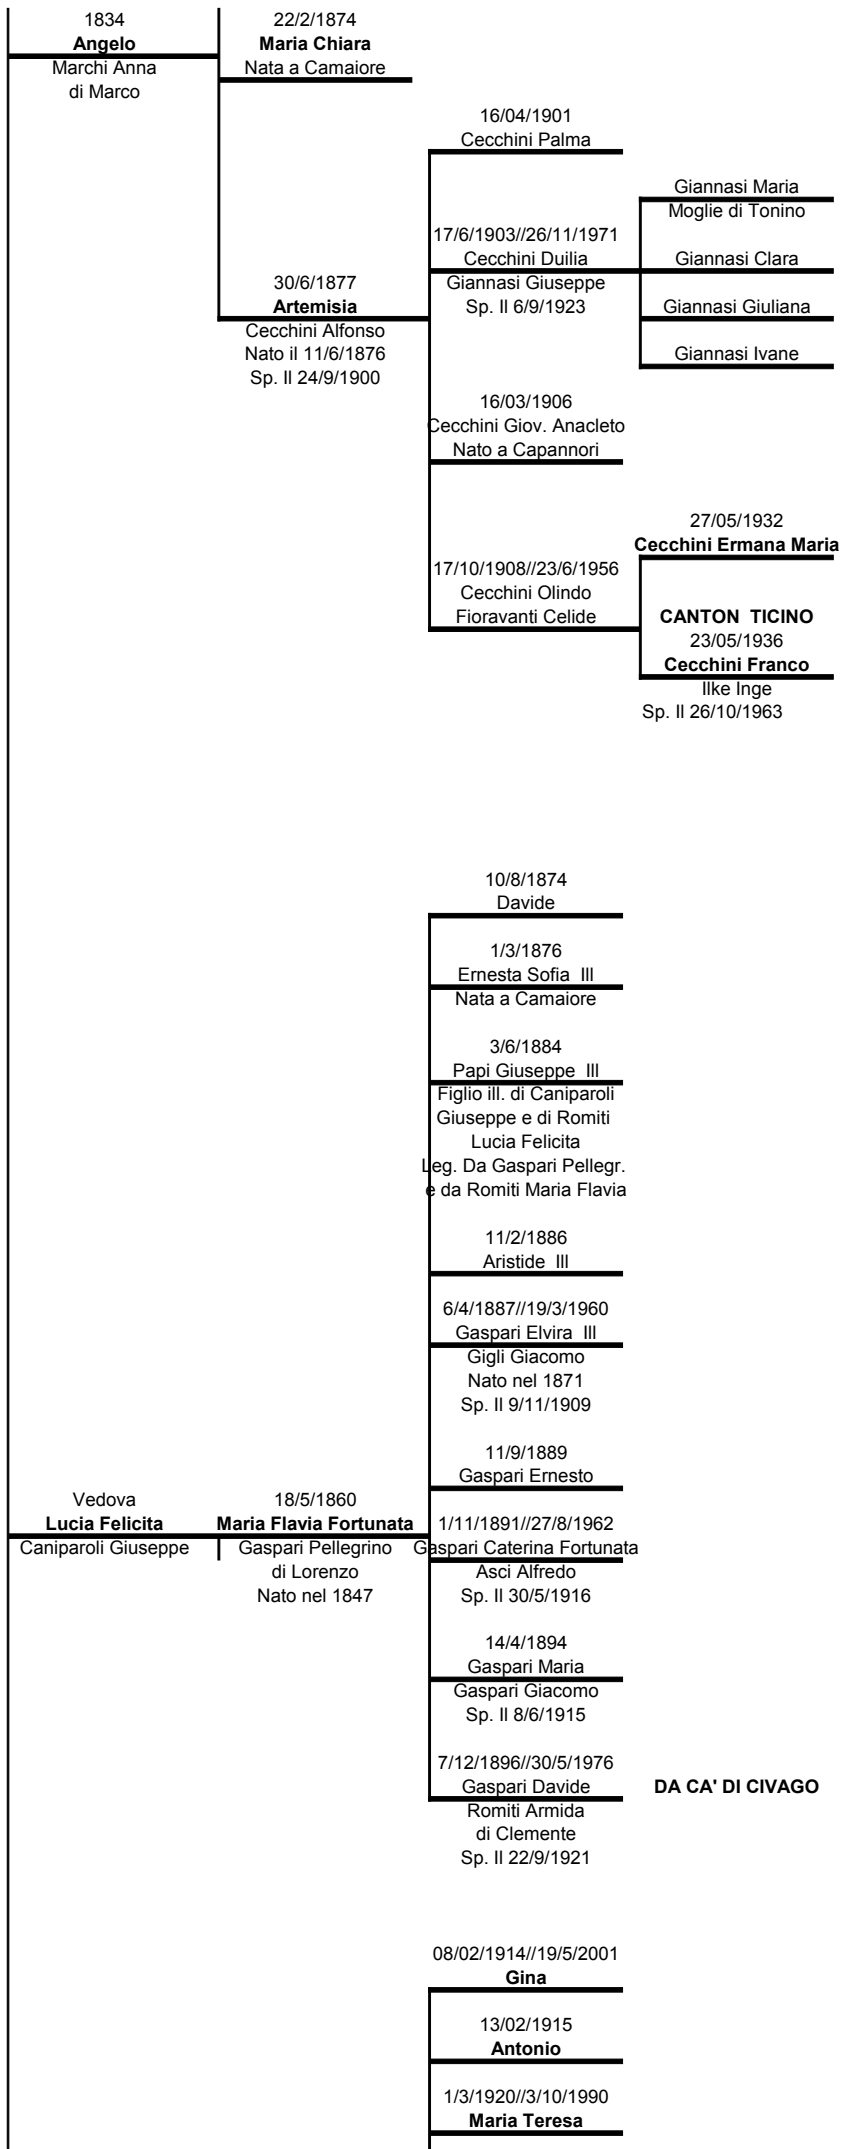 1834
Angelo
Marchi Anna
di Marco
22/2/1874
Maria Chiara
Nata a Camaiore
30/6/1877
Artemisia
Cecchini Alfonso
Nato il 11/6/1876
Sp. Il 24/9/1900
16/04/1901
Cecchini Palma
17/6/1903//26/11/1971
Cecchini Duilia
Giannasi Giuseppe
Sp. Il 6/9/1923
Giannasi Maria
Moglie di Tonino
Giannasi Clara
Giannasi Giuliana
Giannasi Ivane
16/03/1906
Cecchini Giov. Anacleto
Nato a Capannori
17/10/1908//23/6/1956
Cecchini Olindo
Fioravanti Celide
27/05/1932
Cecchini Ermana Maria
CANTON TICINO
23/05/1936
Cecchini Franco
Ilke Inge
Sp. Il 26/10/1963
Vedova
Lucia Felicita
Caniparoli Giuseppe
18/5/1860
Maria Flavia Fortunata
Gaspari Pellegrino
di Lorenzo
Nato nel 1847
10/8/1874
Davide
1/3/1876
Ernesta Sofia III
Nata a Camaiore
3/6/1884
Papi Giuseppe III
Figlio ill. di Caniparoli
Giuseppe e di Romiti
Lucia Felicita
Leg. Da Gaspari Pellegr.
e da Romiti Maria Flavia
11/2/1886
Aristide III
6/4/1887//19/3/1960
Gaspari Elvira III
Gigli Giacomo
Nato nel 1871
Sp. Il 9/11/1909
11/9/1889
Gaspari Ernesto
1/11/1891//27/8/1962
Gaspari Caterina Fortunata
Asci Alfredo
Sp. Il 30/5/1916
14/4/1894
Gaspari Maria
Gaspari Giacomo
Sp. Il 8/6/1915
7/12/1896//30/5/1976
Gaspari Davide
Romiti Armida
di Clemente
Sp. Il 22/9/1921
DA CA' DI CIVAGO
08/02/1914//19/5/2001
Gina
13/02/1915
Antonio
1/3/1920//3/10/1990
Maria Teresa